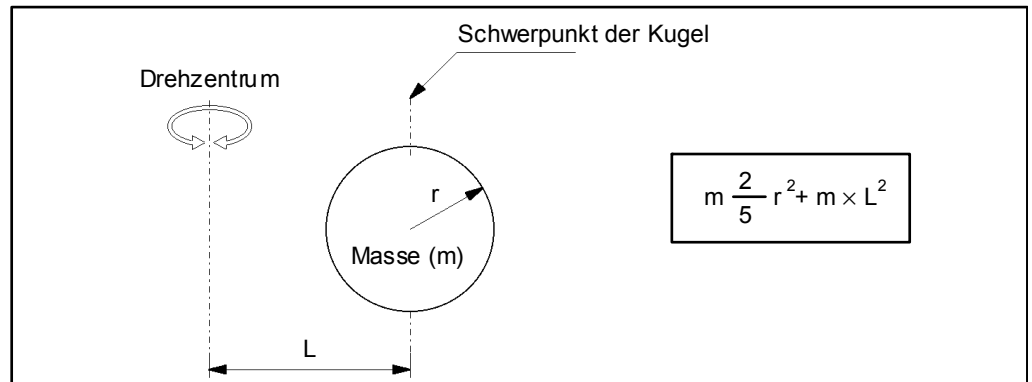 Schwerpunkt der Kugel
Drehzentrum
r
m 2/5 r² + m × L²
Masse (m)
L